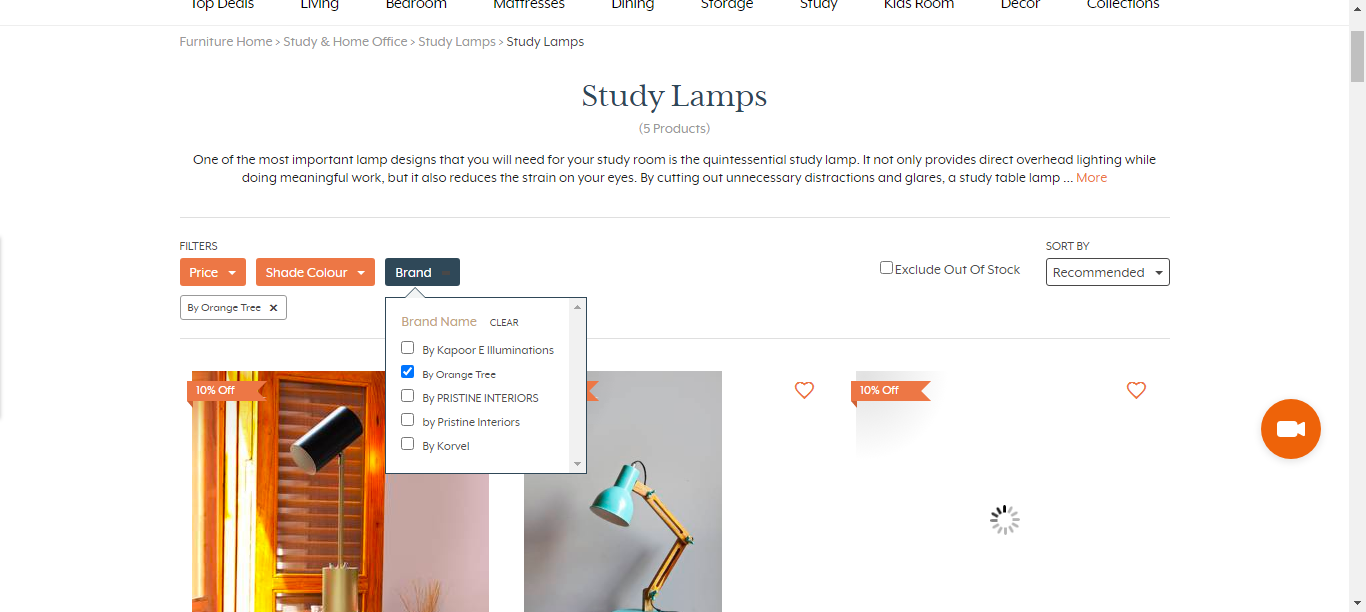 Top Deals Living Bedroom Mattresses Dining Storage Study Kids Room Decor Collections
Furniture Home > Study & Home Office > Study Lamps > Study Lamps
Study Lamps
(5 Products)
One of the most important lamp designs that you will need for your study room is the quintessential study lamp. It not only provides direct overhead lighting while
doing meaningful work, but it also reduces the strain on your eyes. By cutting out unnecessary distractions and glares, a study table lamp ... More
FILTERS
Price Shade Colour Brand
By Orange Tree ✕
Exclude Out Of Stock
SORT BY
Recommended
Brand Name CLEAR
By Kapoor E Illuminations
By Orange Tree
By PRISTINE INTERIORS
by Pristine Interiors
By Korvel
10% Off
10% Off